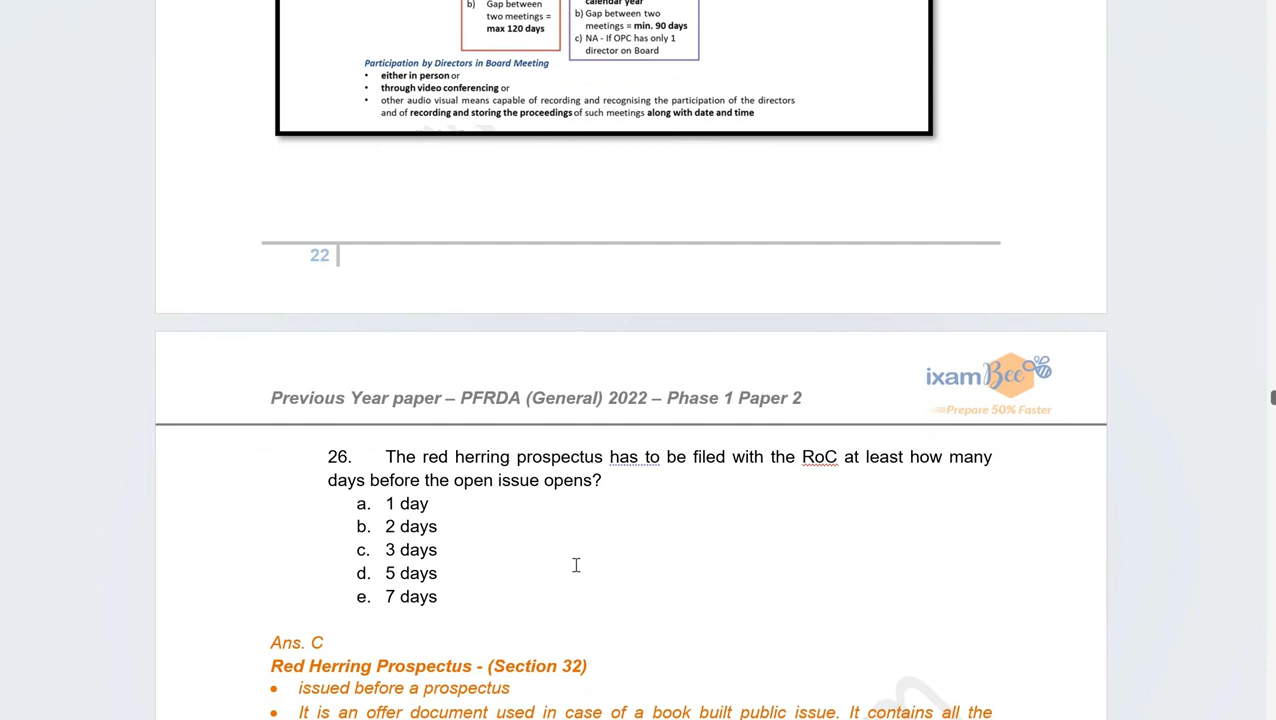 calendar year
b) Gap between two meetings = max 120 days
b) Gap between two
meetings = min. 90 days
c) NA - If OPC has only 1
director on Board
Participation by Directors in Board Meeting
• either in person or
• through video conferencing or
• other audio visual means capable of recording and recognising the participation of the directors
and of recording and storing the proceedings of such meetings along with date and time
22
Previous Year paper – PFRDA (General) 2022 – Phase 1 Paper 2
ixamBee
Prepare 50% Faster
26. The red herring prospectus has to be filed with the RoC at least how many
days before the open issue opens?
a. 1 day
b. 2 days
c. 3 days
d. 5 days
e. 7 days
Ans. C
Red Herring Prospectus - (Section 32)
• issued before a prospectus
• It is an offer document used in case of a book built public issue. It contains all the